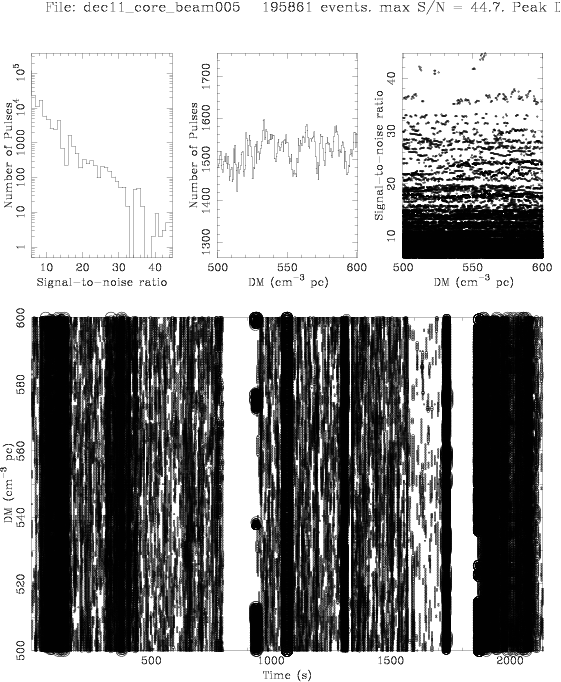 File: dec11_core_beam005 195861 events. max S/N = 44.7. Peak
Number of Pulses
10⁵
10⁴
1000
100
10
1
10 20 30 40
Signal-to-noise ratio
Number of Pulses
1700
1600
1500
1400
1300
500 550 600
DM (cm⁻³ pc)
Signal-to-noise ratio
40
30
20
10
500 550 600
DM (cm⁻³ pc)
DM (cm⁻³ pc)
600
580
560
540
520
500
500 1000 1500 2000
Time (s)